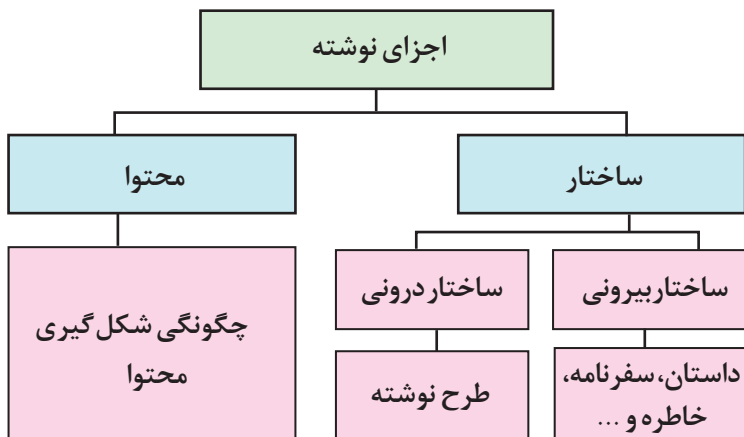 اجزای نوشته
ساختار
محتوا
ساختار بیرونی
ساختار درونی
چگونگی شکل‌گیری
محتوا
داستان، سفرنامه،
خاطره و ...
طرح نوشته